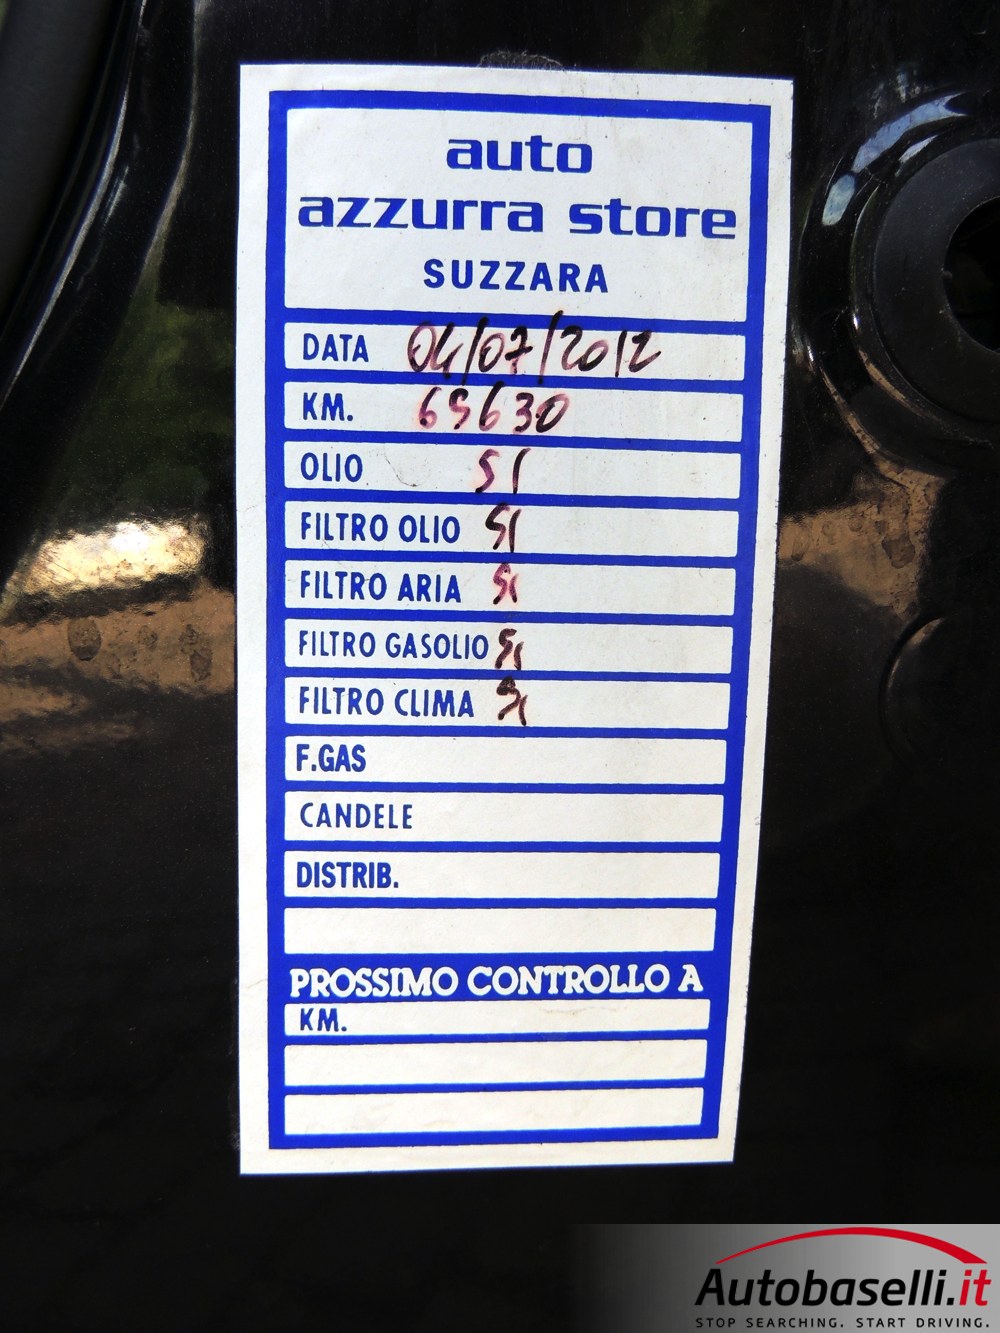 auto
azzurra store
SUZZARA
DATA 04/07/2012
KM. 69630
OLIO SI
FILTRO OLIO SI
FILTRO ARIA SI
FILTRO GASOLIO SI
FILTRO CLIMA SI
F.GAS
CANDELE
DISTRIB.
PROSSIMO CONTROLLO A
KM.
Autobaselli.it
STOP SEARCHING. START DRIVING.